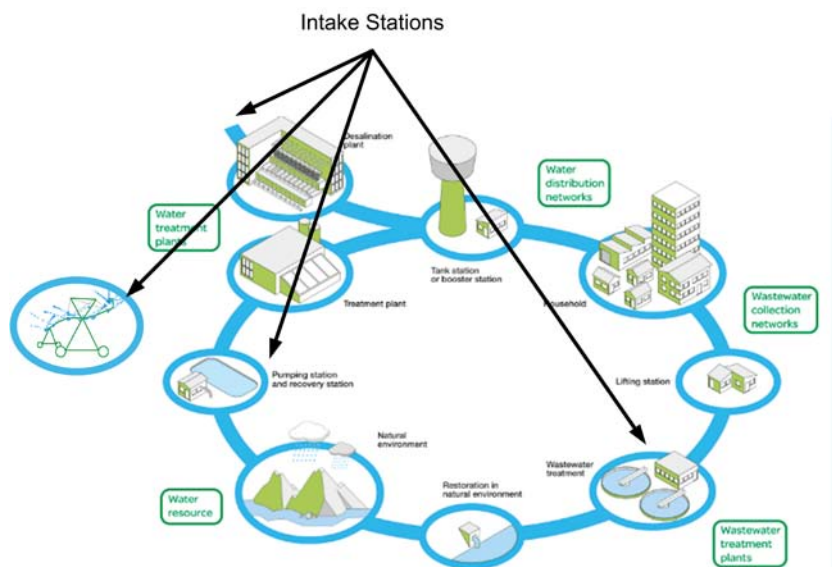 Intake Stations
Desalination
plant
Water
distribution
networks
Water
treatment
plants
Tank station
or booster station
Treatment plant
Household
Wastewater
collection
networks
Pumping station
and recovery station
Lifting station
Natural
environment
Wastewater
treatment
Restoration in
natural environment
Water
resource
Wastewater
treatment
plants